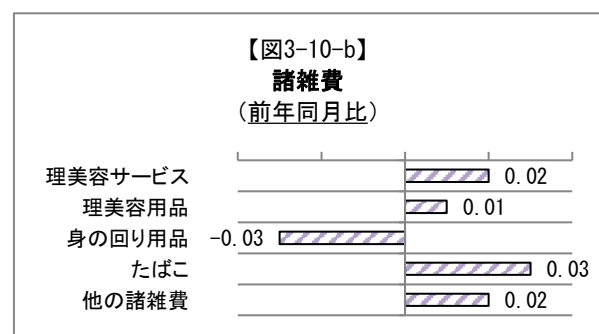 【図3-10-b】
諸雑費
（前年同月比）
理美容サービス 0.02
理美容用品 0.01
身の回り用品 -0.03
たばこ 0.03
他の諸雑費 0.02